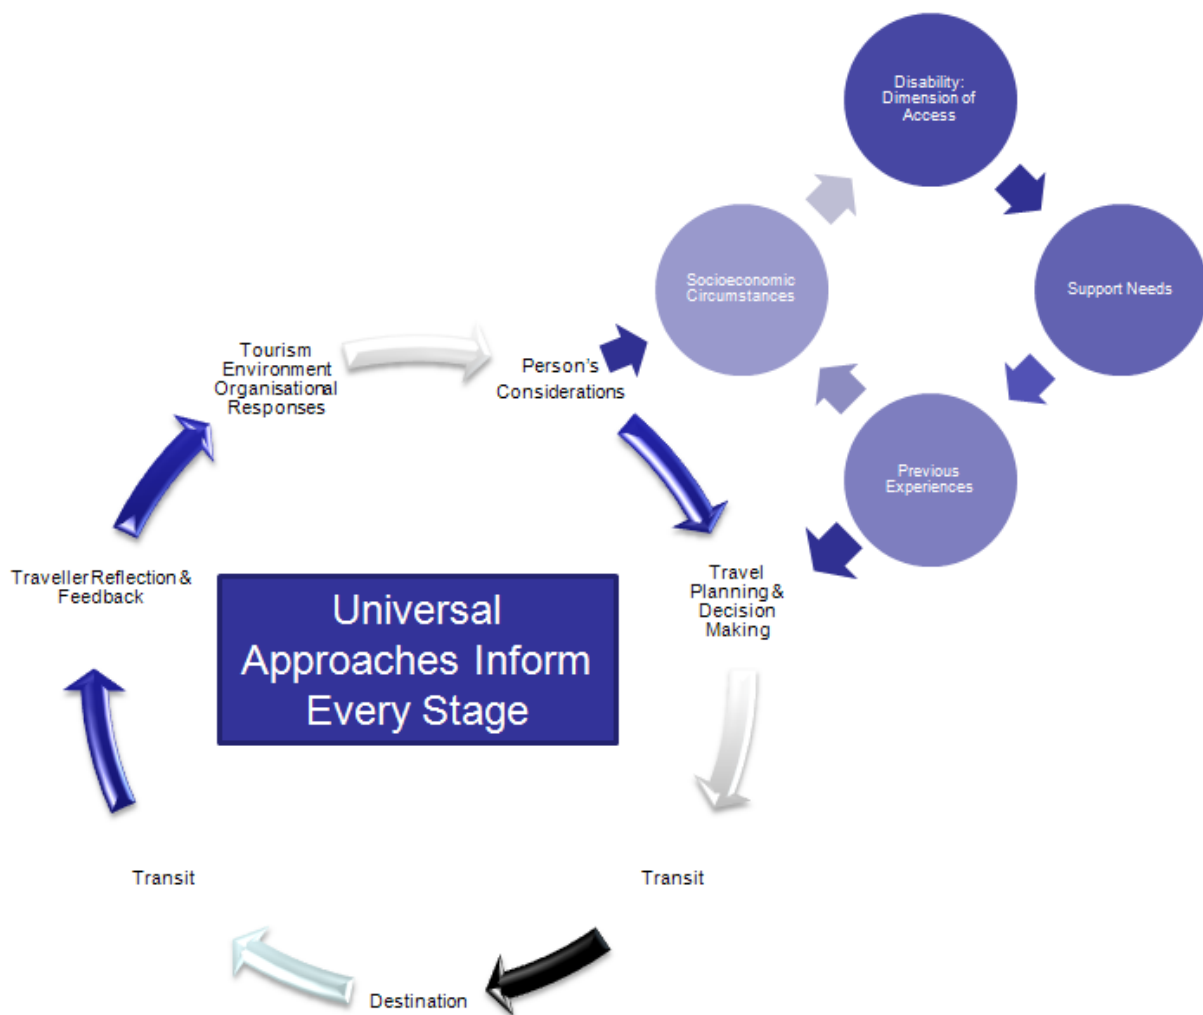 Disability:
Dimension of
Access
Socioeconomic
Circumstances
Support Needs
Tourism
Environment
Organisational
Responses
Person's
Considerations
Previous
Experiences
Traveller Reflection &
Feedback
Universal
Approaches Inform
Every Stage
Travel
Planning &
Decision
Making
Transit
Transit
Destination